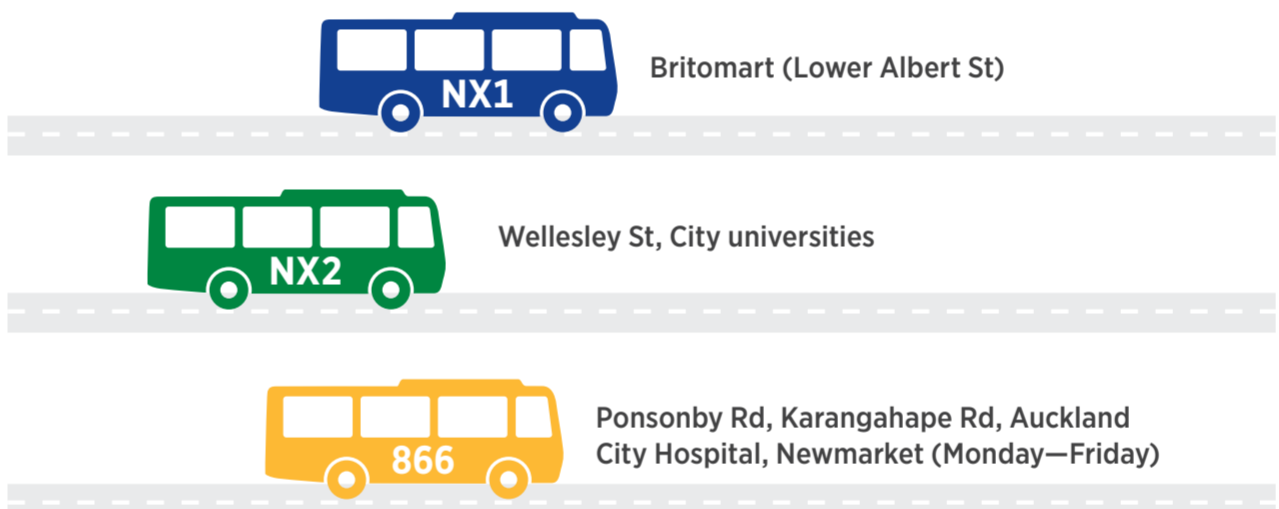 NX1
Britomart (Lower Albert St)
NX2
Wellesley St, City universities
866
Ponsonby Rd, Karangahape Rd, Auckland
City Hospital, Newmarket (Monday—Friday)